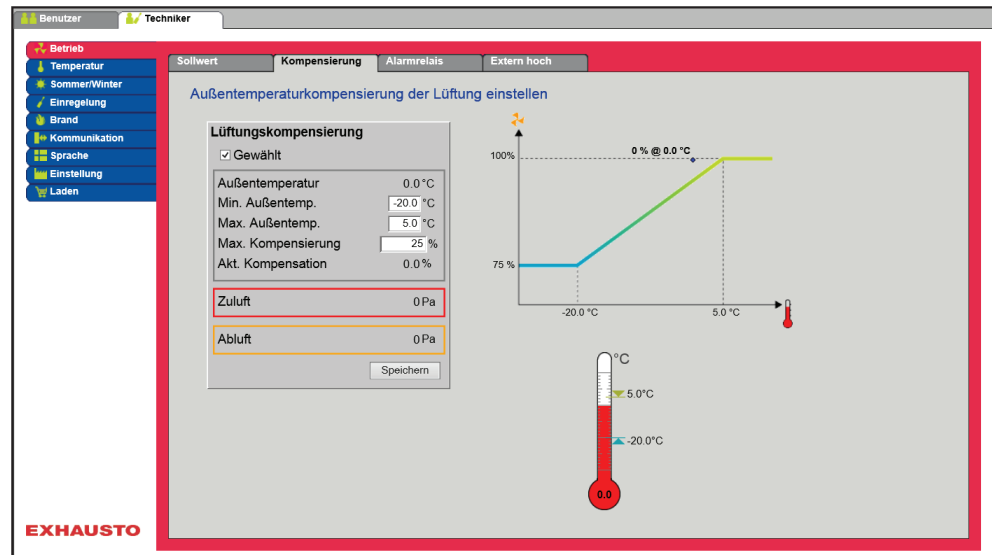 Benutzer
Techniker
Betrieb
Temperatur
Sommer/Winter
Einregelung
Brand
Kommunikation
Sprache
Einstellung
Laden
Sollwert
Kompensierung
Alarmrelais
Extern hoch
Außentemperaturkompensierung der Lüftung einstellen
Lüftungskompensierung
Gewählt
Außentemperatur 0.0 °C
Min. Außentemp. -20.0 °C
Max. Außentemp. 5.0 °C
Max. Kompensierung 25 %
Akt. Kompensation 0.0 %
Zuluft 0 Pa
Abluft 0 Pa
Speichern
100%
0 % @ 0.0 °C
75 %
-20.0 °C
5.0 °C
°C
5.0°C
-20.0°C
0.0
EXHAUSTO